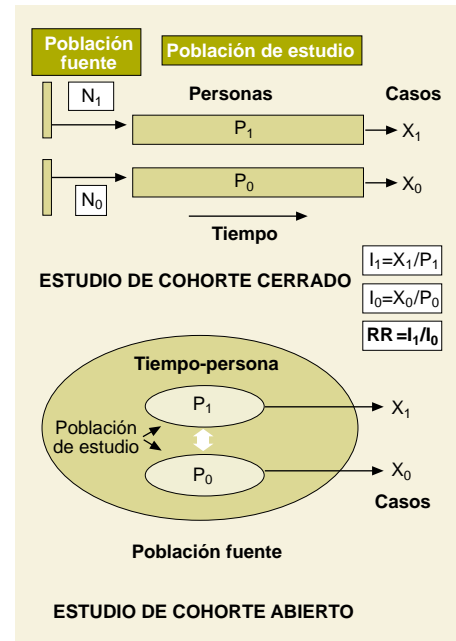 Población
fuente
Población de estudio
N₁
Personas
Casos
P₁
X₁
P₀
X₀
N₀
Tiempo
ESTUDIO DE COHORTE CERRADO
I₁=X₁/P₁
I₀=X₀/P₀
RR=I₁/I₀
Tiempo-persona
P₁
X₁
Población
de estudio
P₀
X₀
Casos
Población fuente
ESTUDIO DE COHORTE ABIERTO